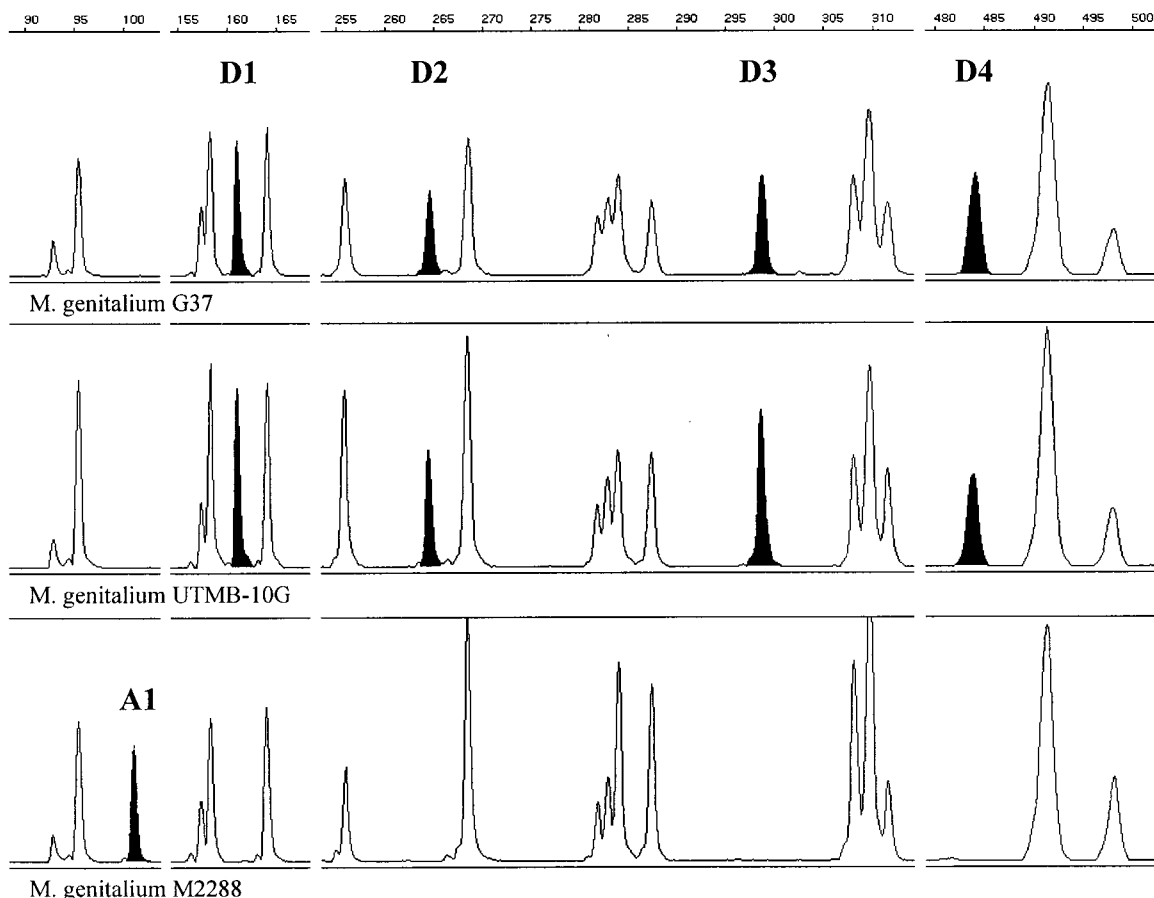 90 95 100 155 160 165 255 260 265 270 275 280 285 290 295 300 305 310 480 485 490 495 500
D1 D2 D3 D4
M. genitalium G37
M. genitalium UTMB-10G
A1
M. genitalium M2288